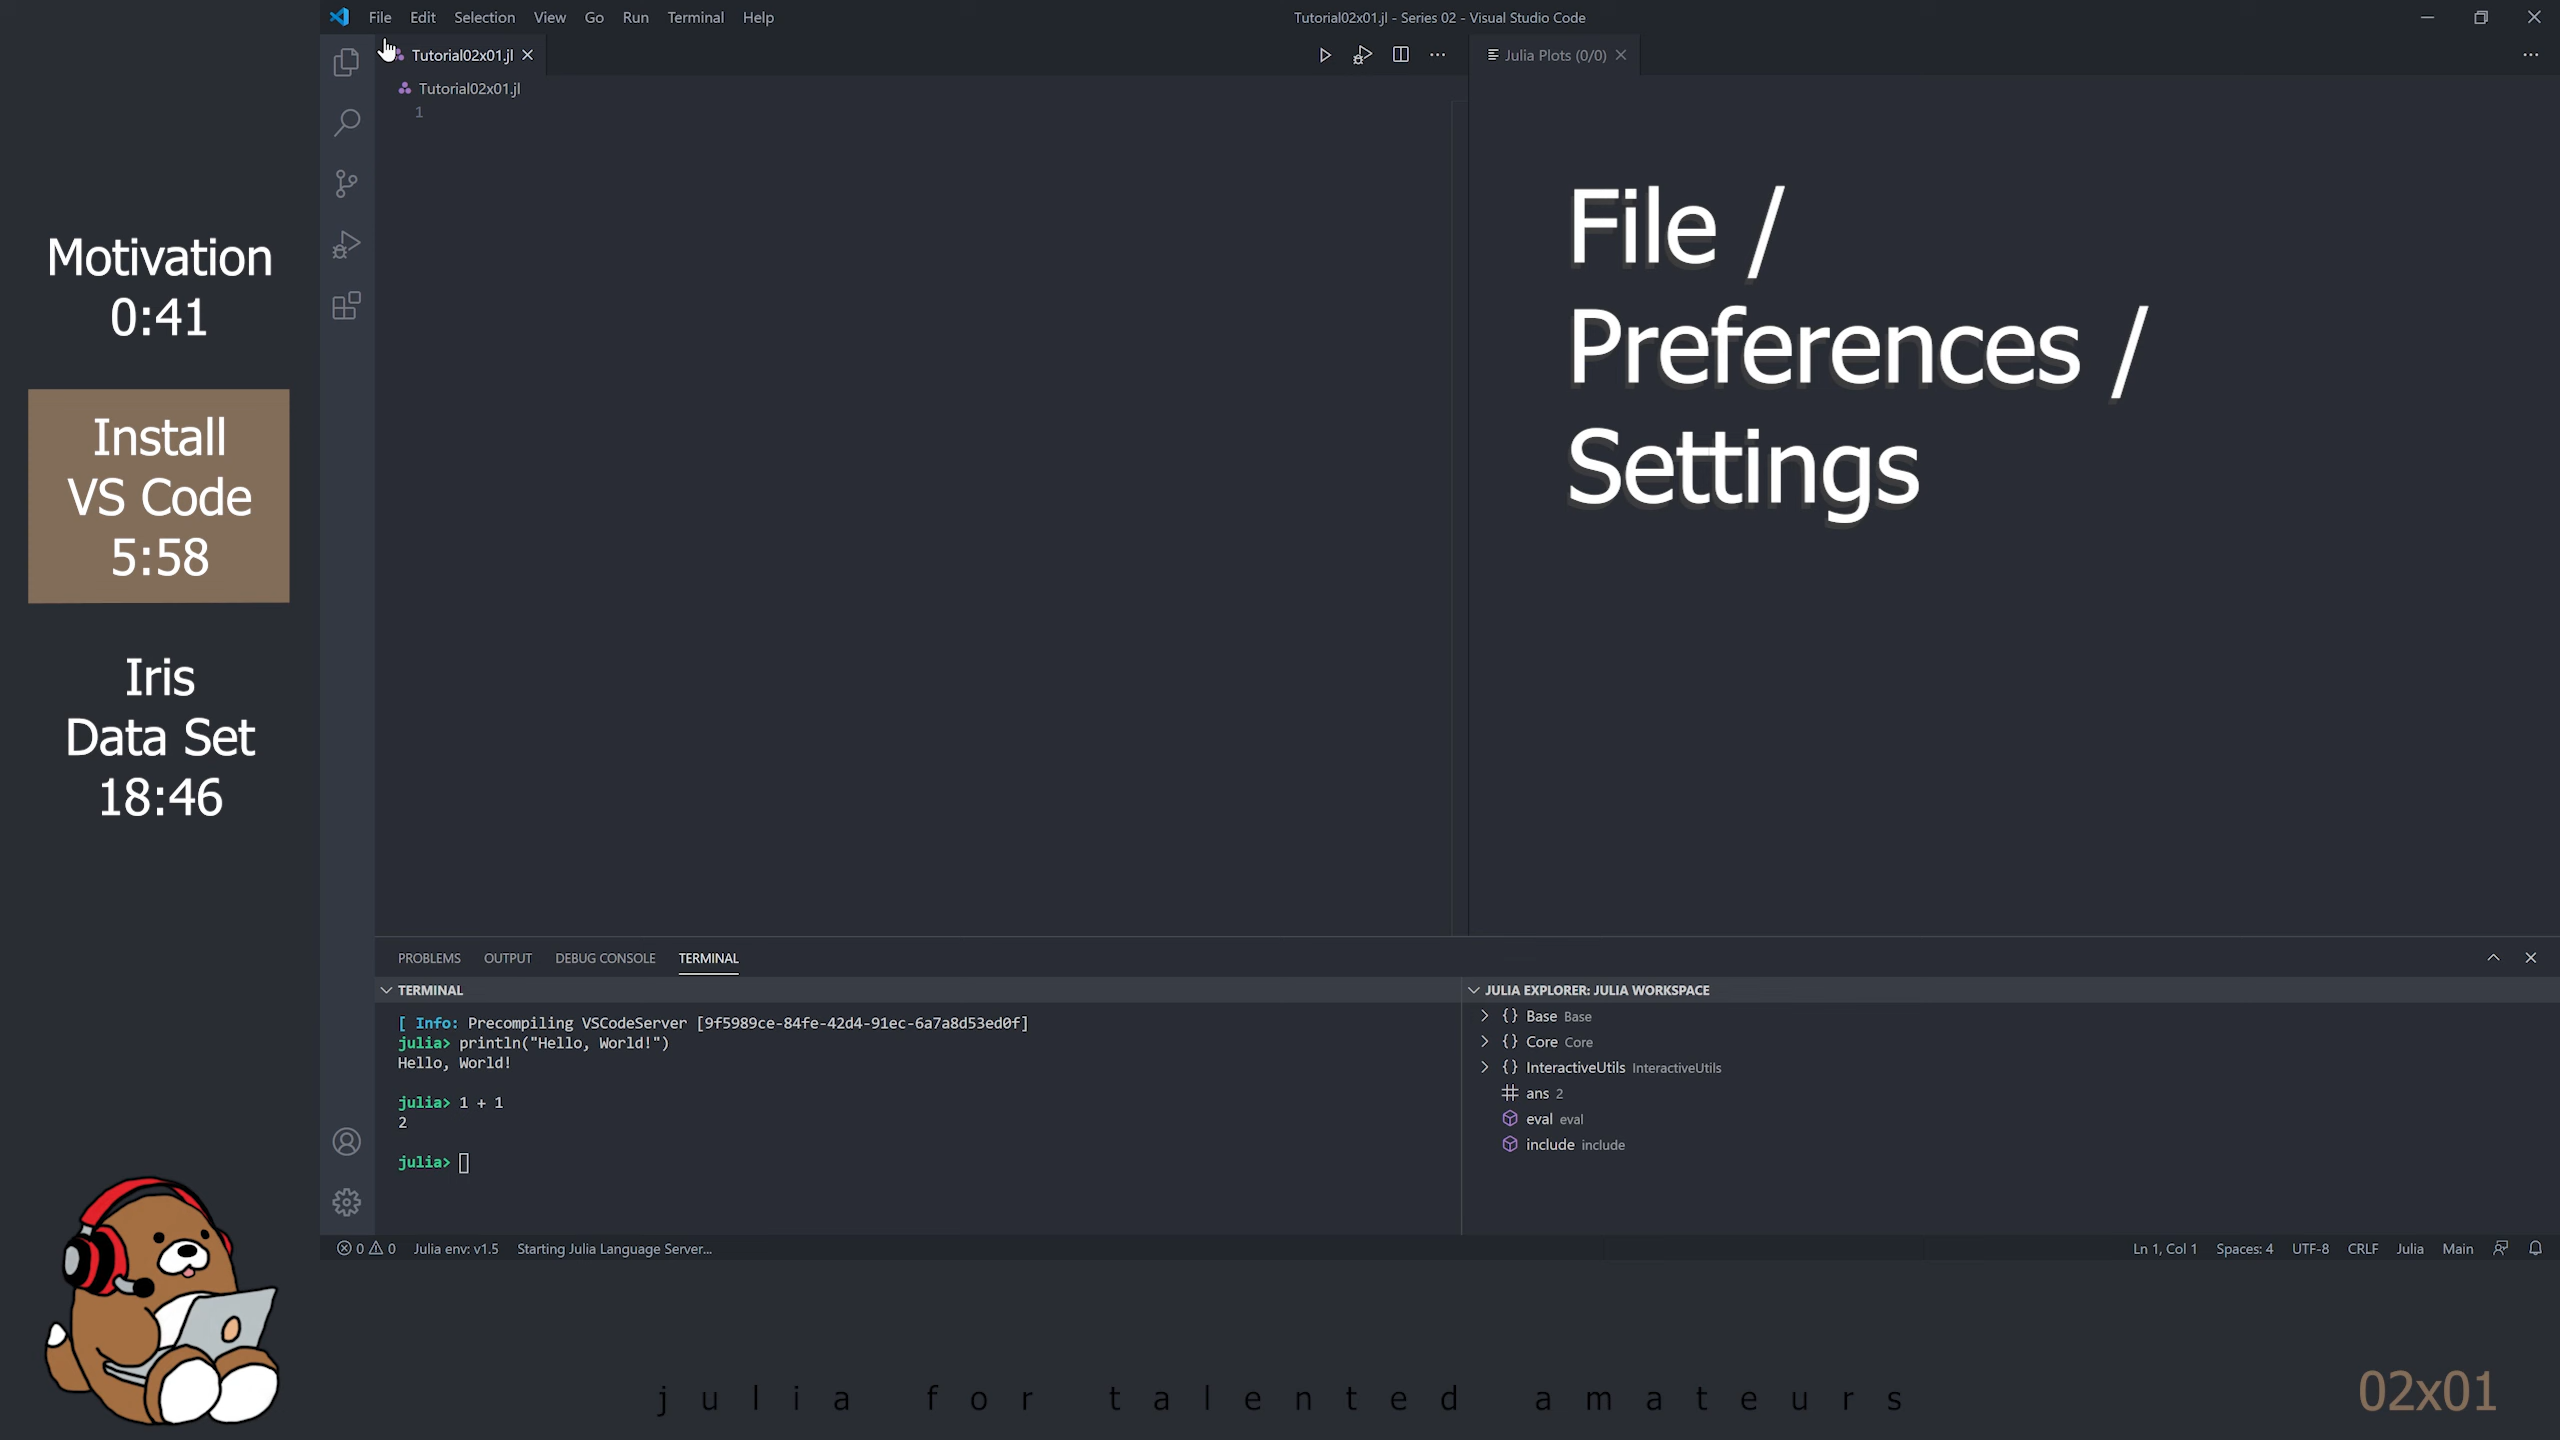 File Edit Selection View Go Run Terminal Help
Tutorial02x01.jl - Series 02 - Visual Studio Code
Tutorial02x01.jl
Julia Plots (0/0)
Tutorial02x01.jl
1
Motivation
0:41
Install
VS Code
5:58
Iris
Data Set
18:46
File /
Preferences /
Settings
PROBLEMS OUTPUT DEBUG CONSOLE TERMINAL
TERMINAL
[ Info: Precompiling VSCodeServer [9f5989ce-84fe-42d4-91ec-6a7a8d53ed0f]
julia> println("Hello, World!")
Hello, World!
julia> 1 + 1
2
julia>
JULIA EXPLORER: JULIA WORKSPACE
{} Base Base
{} Core Core
{} InteractiveUtils InteractiveUtils
ans 2
eval eval
include include
0 0 Julia env: v1.5 Starting Julia Language Server...
Ln 1, Col 1 Spaces: 4 UTF-8 CRLF Julia Main
julia for talented amateurs
02x01